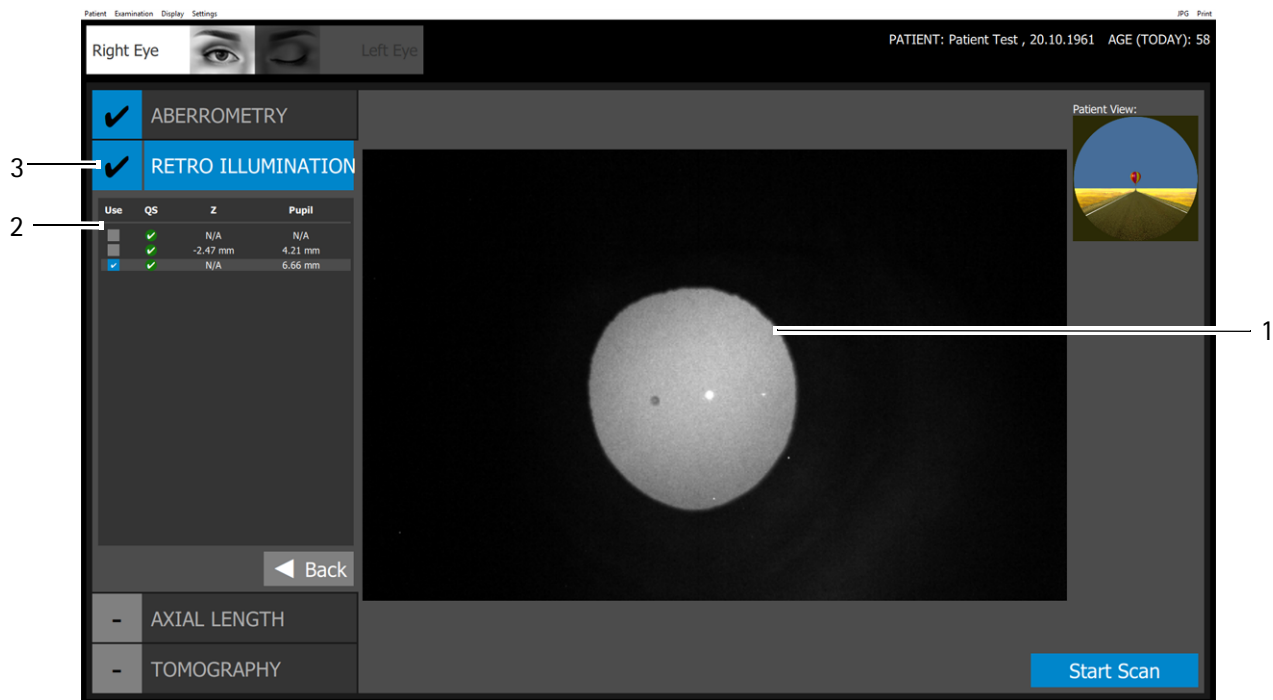 Patient Examination Display Settings JPG Print
Right Eye Left Eye PATIENT: Patient Test , 20.10.1961 AGE (TODAY): 58
✔ ABERROMETRY
Patient View:
3 ✔ RETRO ILLUMINATION
Use QS Z Pupil
2
N/A N/A
-2.47 mm 4.21 mm
N/A 6.66 mm
1
◀ Back
- AXIAL LENGTH
- TOMOGRAPHY
Start Scan